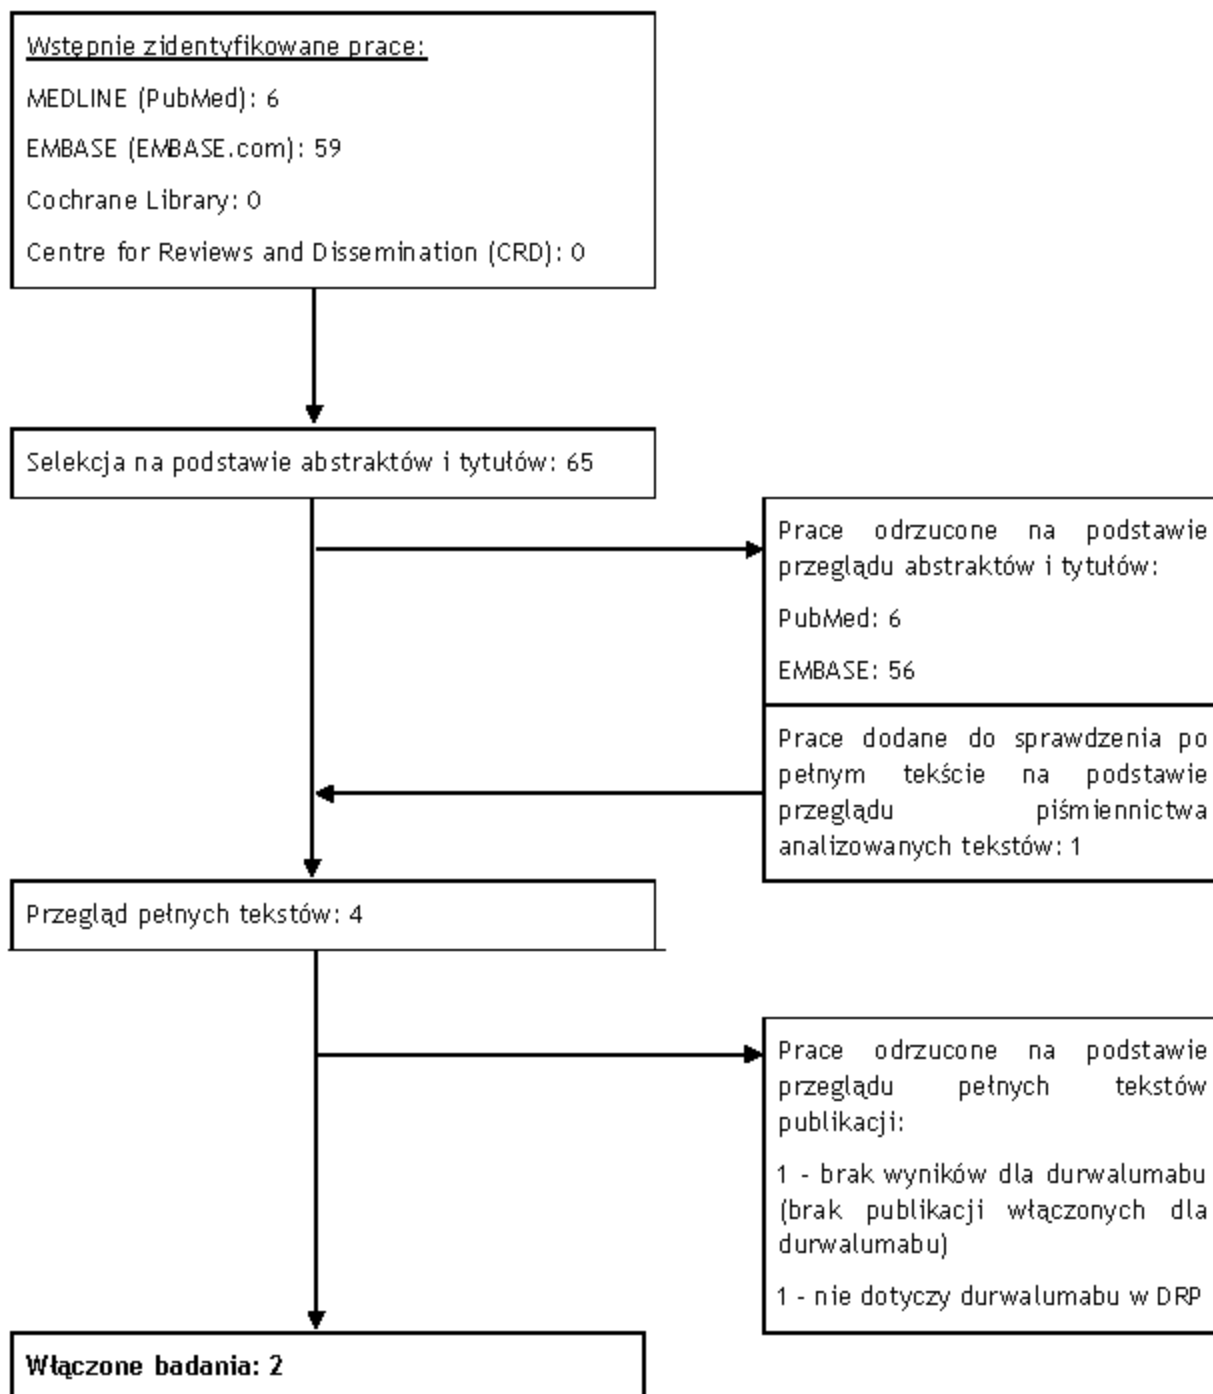 Wstępnie zidentyfikowane prace:
MEDLINE (PubMed): 6
EMBASE (EMBASE.com): 59
Cochrane Library: 0
Centre for Reviews and Dissemination (CRD): 0
Selekcja na podstawie abstraktów i tytułów: 65
Prace odrzucone na podstawie
przeglądu abstraktów i tytułów:
PubMed: 6
EMBASE: 56
Prace dodane do sprawdzenia po
pełnym tekście na podstawie
przeglądu piśmiennictwa
analizowanych tekstów: 1
Przegląd pełnych tekstów: 4
Prace odrzucone na podstawie
przeglądu pełnych tekstów
publikacji:
1 - brak wyników dla durwalumabu
(brak publikacji włączonych dla
durwalumabu)
1 - nie dotyczy durwalumabu w DRP
Włączone badania: 2